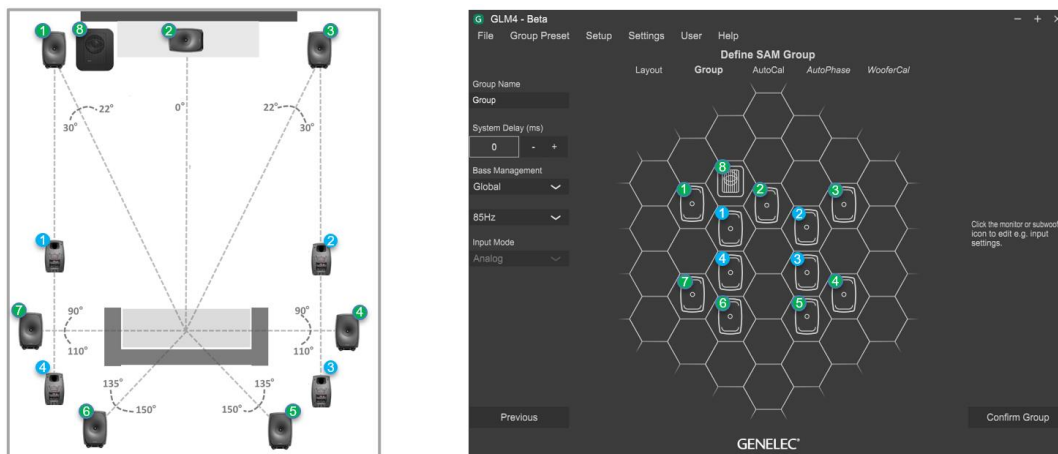 1
8
2
3
22°
30°
0°
22°
30°
1
2
7
90°
110°
90°
110°
4
4
135°
150°
135°
150°
3
6
5
G GLM4 - Beta
File Group Preset Setup Settings User Help
Define SAM Group
Layout Group AutoCal AutoPhase WooferCal
Group Name
Group
System Delay (ms)
0 - +
Bass Management
Global
85Hz
Input Mode
Analog
8
1
2
3
1
2
4
3
7
4
6
5
Click the monitor or subwoof
icon to edit e.g. input
settings.
Previous
Confirm Group
GENELEC®